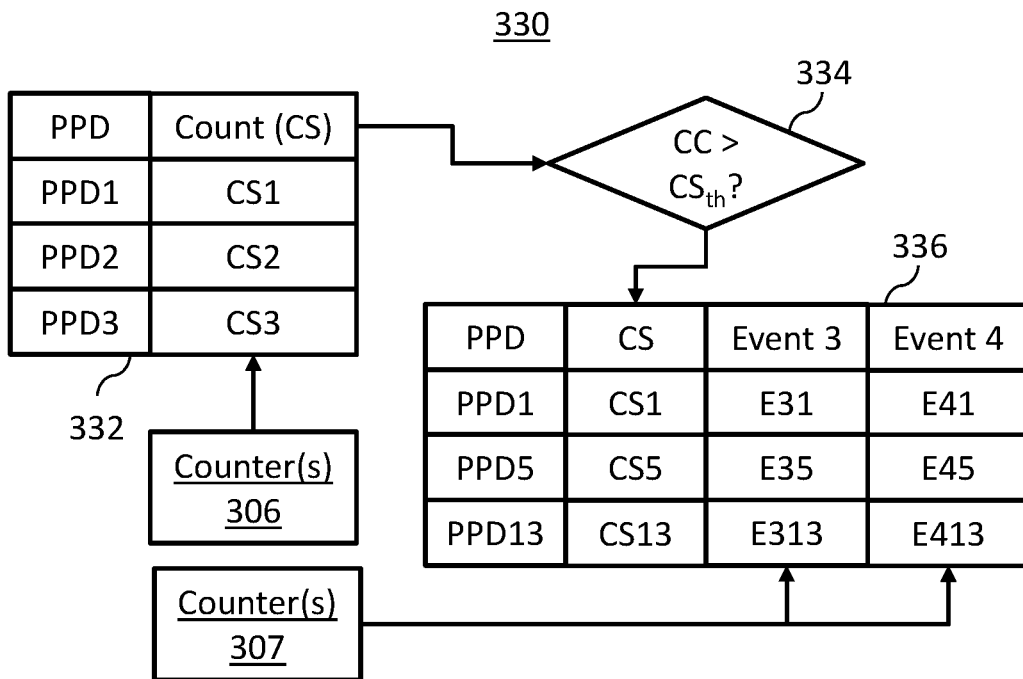 330
334
PPD Count (CS)
PPD1 CS1
PPD2 CS2
PPD3 CS3
CC >
CSth?
336
332
PPD CS Event 3 Event 4
PPD1 CS1 E31 E41
PPD5 CS5 E35 E45
PPD13 CS13 E313 E413
Counter(s)
306
Counter(s)
307